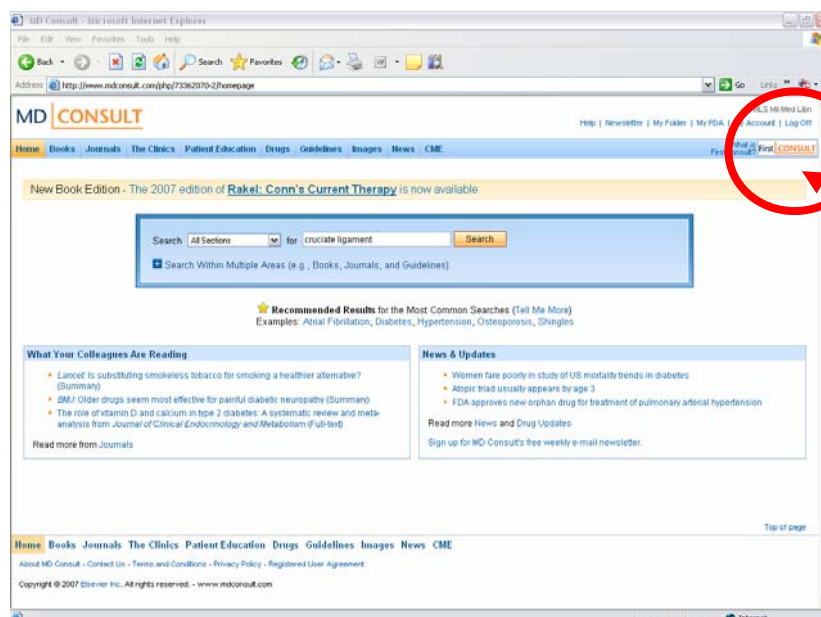 MD Consult - Microsoft Internet Explorer
File Edit View Favorites Tools Help
Back Search Favorites
Address http://www.mdconsult.com/php/73362070-2/homepage Go Links
MD CONSULT
Help | Newsletter | My Folder | My PDA | My Account | Log Off
Home Books Journals The Clinics Patient Education Drugs Guidelines Images News CME
What is First Consult? First CONSULT
New Book Edition - The 2007 edition of Rakel: Conn's Current Therapy is now available
Search All Sections for cruciate ligament Search
Search Within Multiple Areas (e.g., Books, Journals, and Guidelines)
Recommended Results for the Most Common Searches (Tell Me More)
Examples: Atrial Fibrillation, Diabetes, Hypertension, Osteoporosis, Shingles
What Your Colleagues Are Reading
Lancet: Is substituting smokeless tobacco for smoking a healthier alternative?
(Summary)
BMJ: Older drugs seem most effective for painful diabetic neuropathy (Summary)
The role of vitamin D and calcium in type 2 diabetes: A systematic review and meta-
analysis from Journal of Clinical Endocrinology and Metabolism (Full-text)
Read more from Journals
News & Updates
Women fare poorly in study of US mortality trends in diabetes
Atopic triad usually appears by age 3
FDA approves new orphan drug for treatment of pulmonary arterial hypertension
Read more News and Drug Updates
Sign up for MD Consult's free weekly e-mail newsletter.
Top of page
Home Books Journals The Clinics Patient Education Drugs Guidelines Images News CME
About MD Consult - Contact Us - Terms and Conditions - Privacy Policy - Registered User Agreement
Copyright © 2007 Elsevier Inc. All rights reserved. - www.mdconsult.com